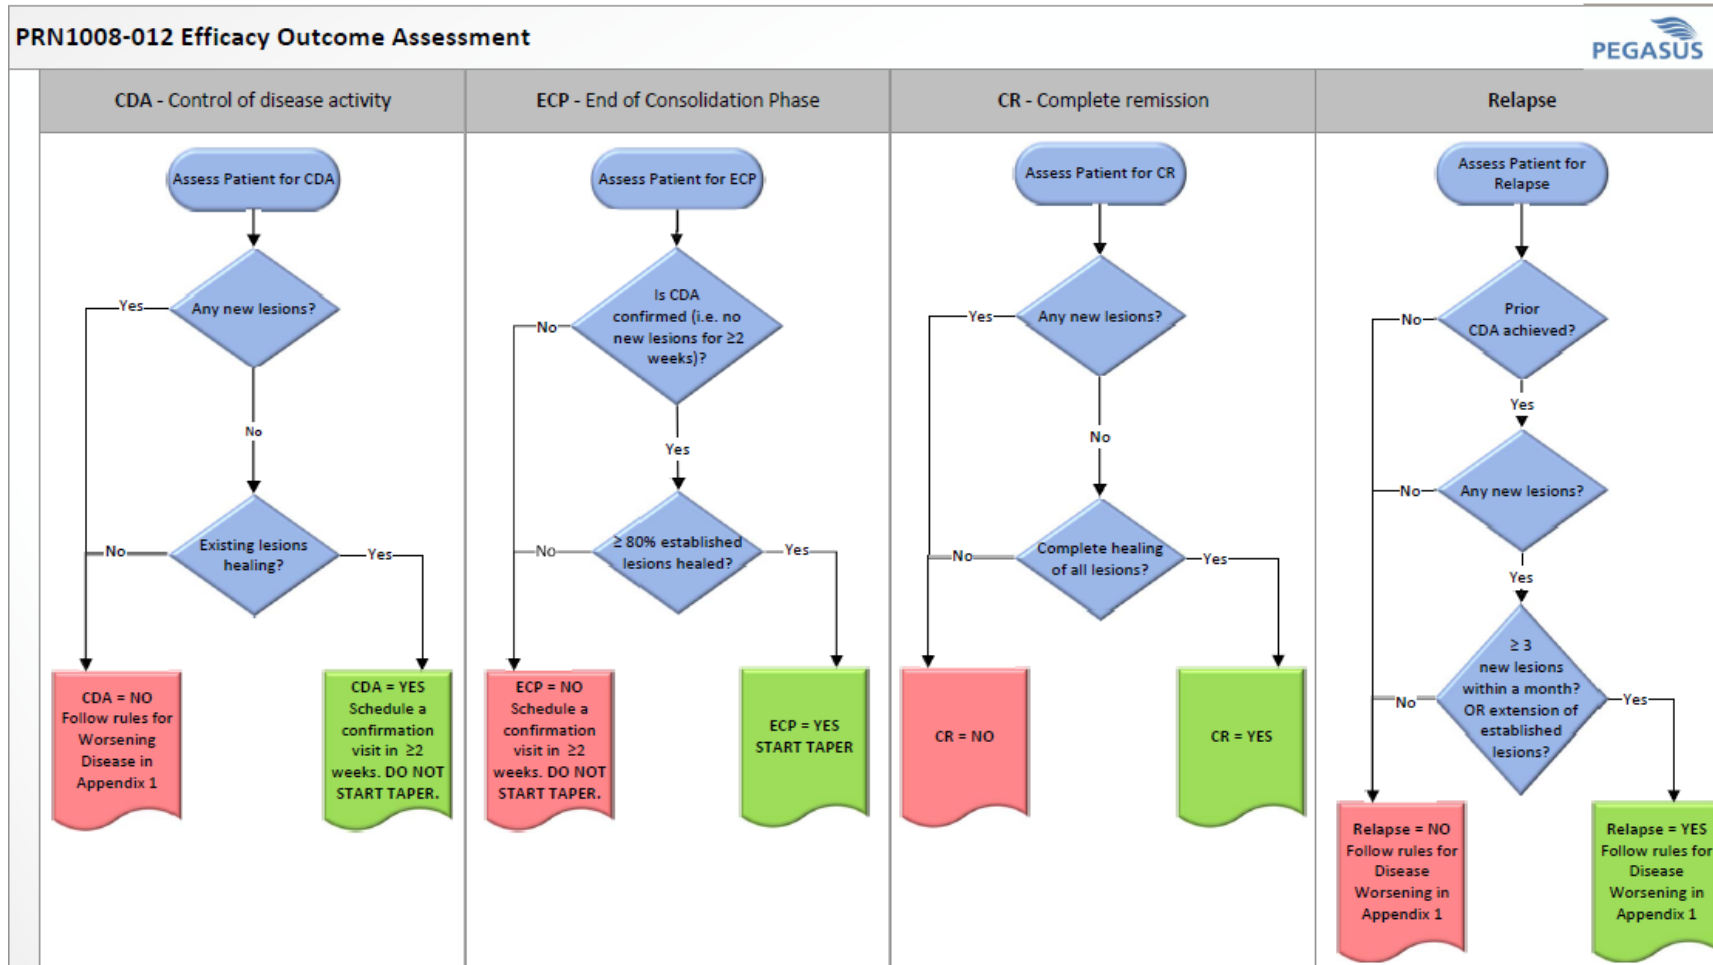 PRN1008-012 Efficacy Outcome Assessment
PEGASUS
CDA - Control of disease activity
ECP - End of Consolidation Phase
CR - Complete remission
Relapse
Assess Patient for CDA
Any new lesions?
Yes
No
Existing lesions
healing?
No
Yes
CDA = NO
Follow rules for
Worsening
Disease in
Appendix 1
CDA = YES
Schedule a
confirmation
visit in ≥2
weeks. DO NOT
START TAPER.
Assess Patient for ECP
Is CDA
confirmed (i.e. no
new lesions for ≥2
weeks)?
No
Yes
≥ 80% established
lesions healed?
No
Yes
ECP = NO
Schedule a
confirmation
visit in ≥2
weeks. DO NOT
START TAPER.
ECP = YES
START TAPER
Assess Patient for CR
Any new lesions?
Yes
No
Complete healing
of all lesions?
No
Yes
CR = NO
CR = YES
Assess Patient for
Relapse
Prior
CDA achieved?
No
Yes
Any new lesions?
No
Yes
≥ 3
new lesions
within a month?
OR extension of
established
lesions?
No
Yes
Relapse = NO
Follow rules for
Disease
Worsening in
Appendix 1
Relapse = YES
Follow rules for
Disease
Worsening in
Appendix 1